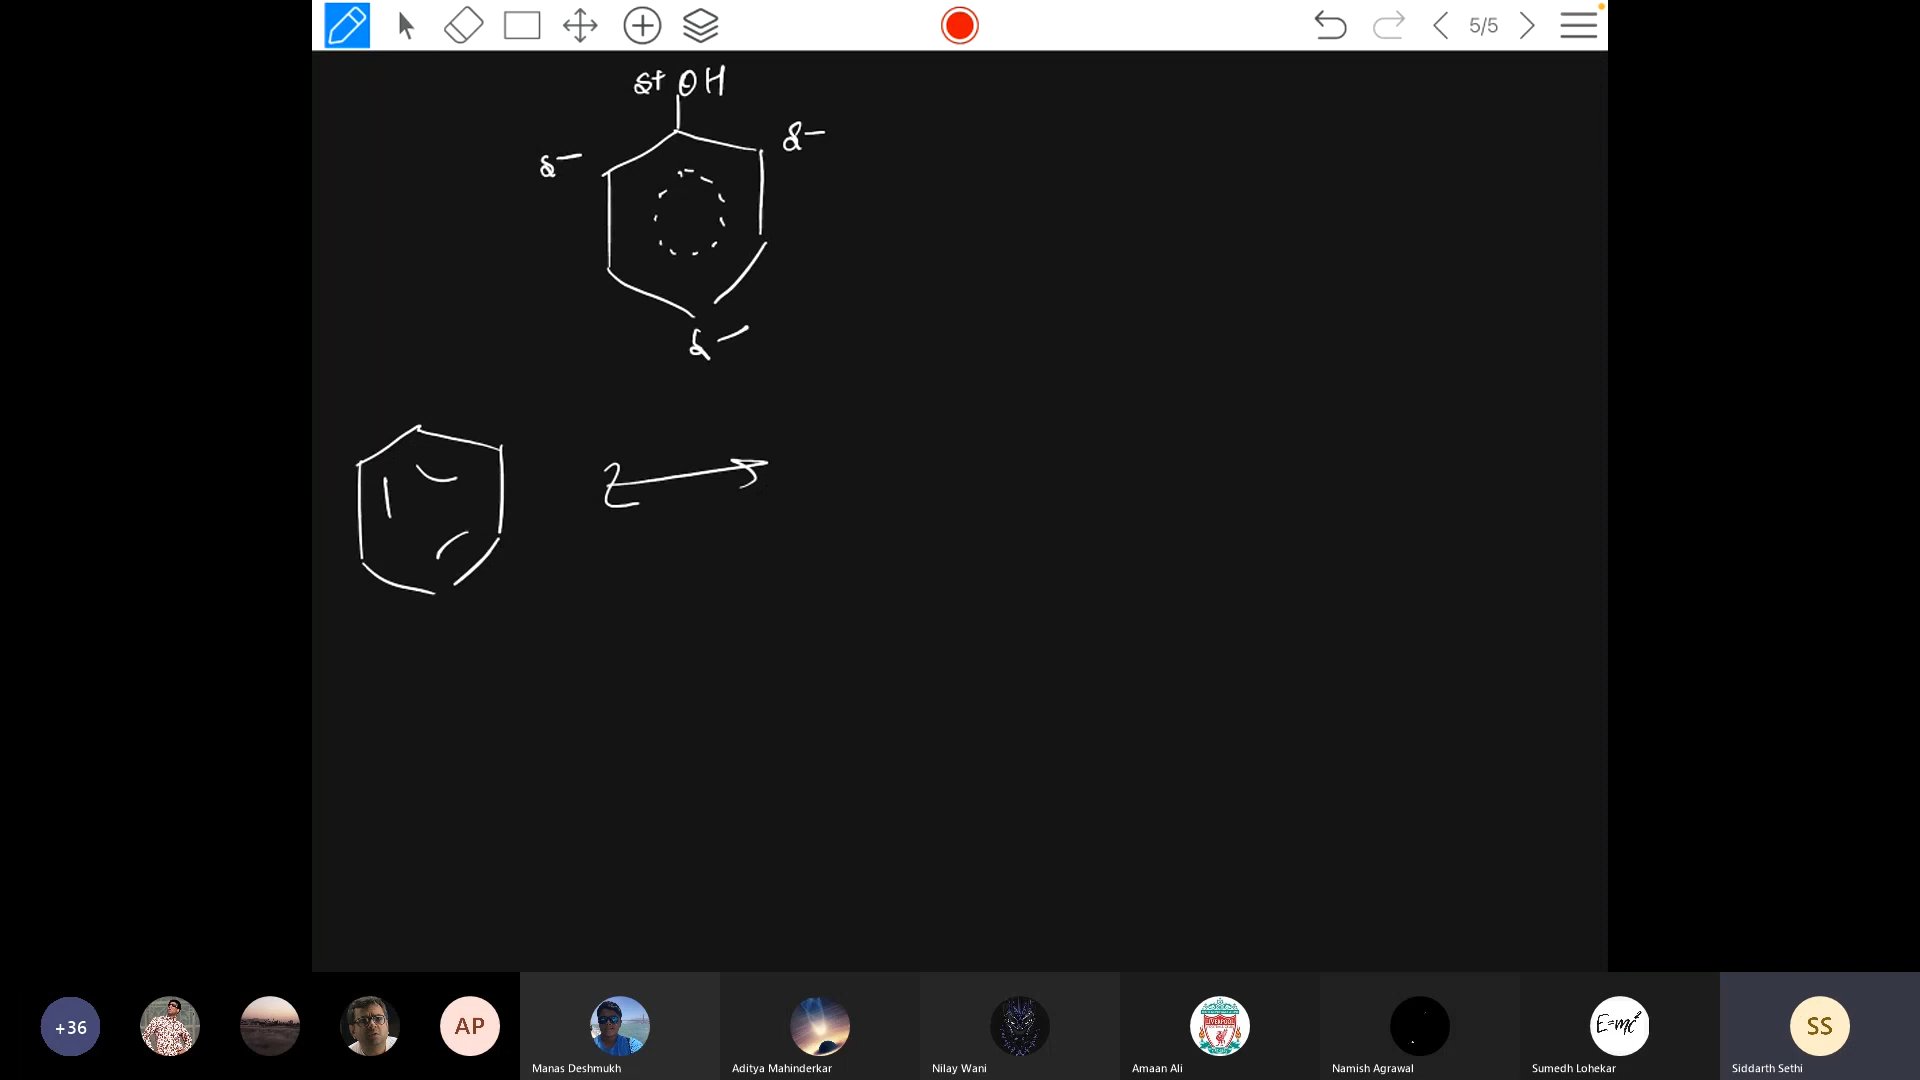 5/5
δ+ OH
δ-
δ-
δ-
+36
AP
E=mc²
SS
Manas Deshmukh
Aditya Mahinderkar
Nilay Wani
Amaan Ali
Namish Agrawal
Sumedh Lohekar
Siddarth Sethi